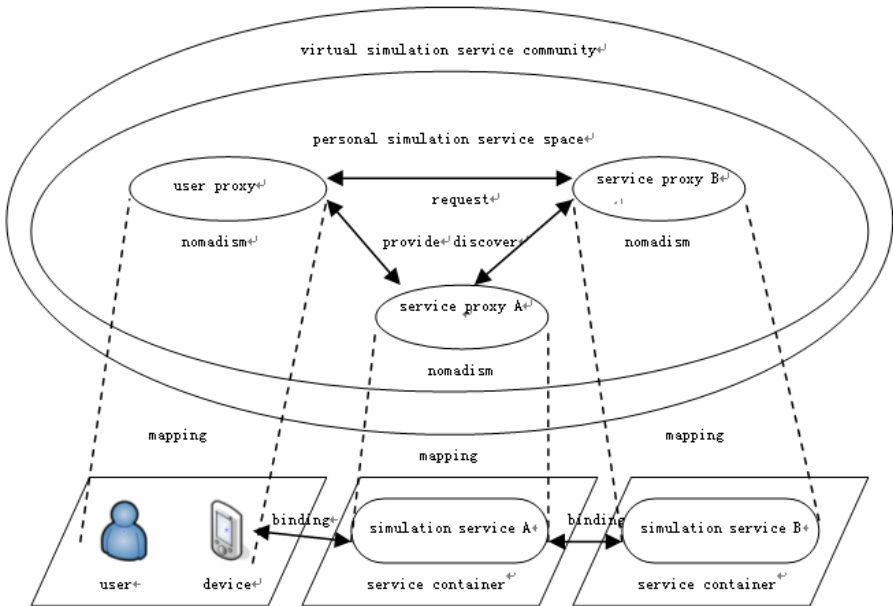 virtual simulation service community
personal simulation service space
user proxy
service proxy B
request
nomadism
provide discover
nomadism
service proxy A
nomadism
mapping
mapping
mapping
binding
simulation service A
binding
simulation service B
user
device
service container
service container